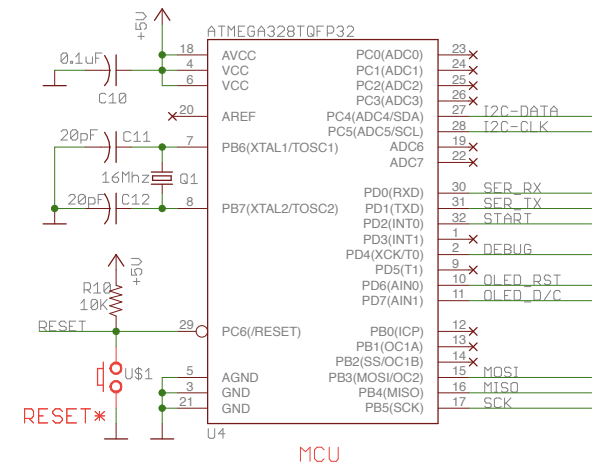 +5V
ATMEGA328TQFP32
18 AVCC PC0(ADC0) 23
0.1uF 4 VCC PC1(ADC1) 24
6 VCC PC2(ADC2) 25
C10 PC3(ADC3) 26
20 AREF PC4(ADC4/SDA) 27 I2C-DATA
PC5(ADC5/SCL) 28 I2C-CLK
20pF C11 7 PB6(XTAL1/TOSC1) ADC6 19
ADC7 22
16Mhz Q1
PD0(RXD) 30 SER_RX
20pF C12 8 PB7(XTAL2/TOSC2) PD1(TXD) 31 SER_TX
PD2(INT0) 32 START
PD3(INT1) 1
PD4(XCK/T0) 2 DEBUG
+5V
PD5(T1) 9
R10 PD6(AIN0) 10 OLED_RST
10K PD7(AIN1) 11 OLED_D/C
RESET 29 PC6(/RESET) PB0(ICP) 12
PB1(OC1A) 13
PB2(SS/OC1B) 14
U$1 5 AGND PB3(MOSI/OC2) 15 MOSI
3 GND PB4(MISO) 16 MISO
RESET* 21 GND PB5(SCK) 17 SCK
U4
MCU